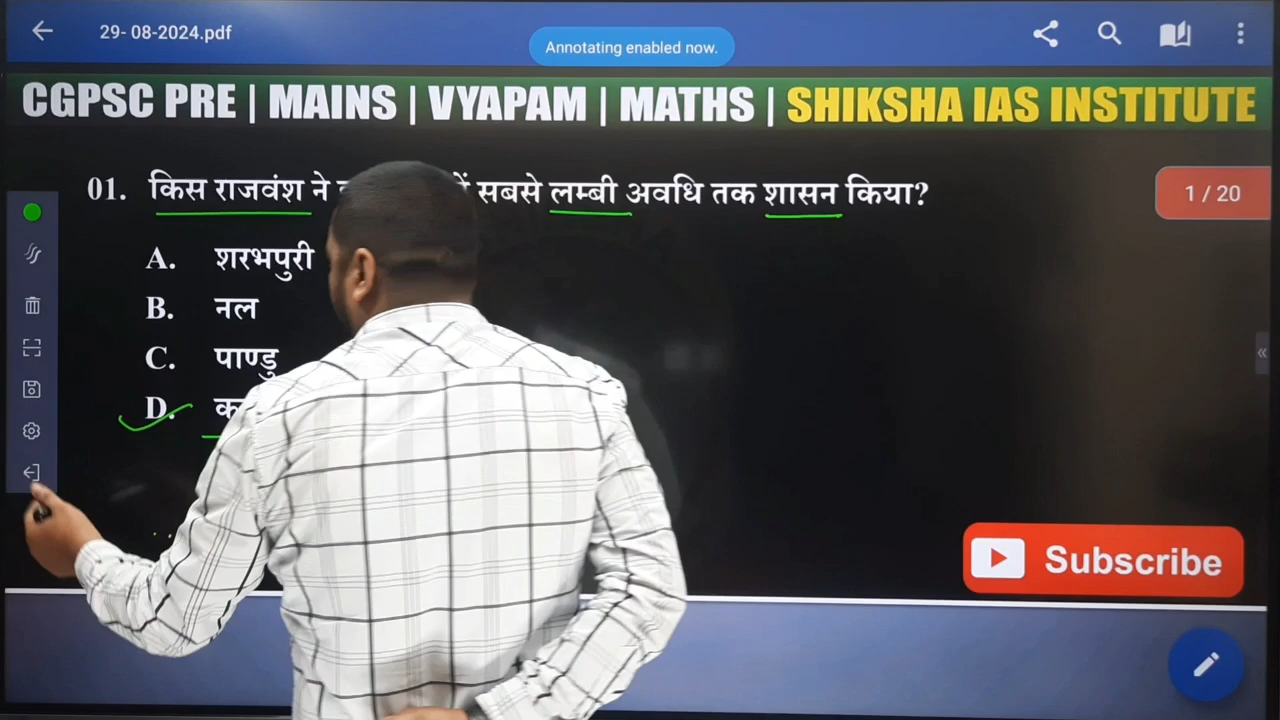 29- 08-2024.pdf
Annotating enabled now.
CGPSC PRE | MAINS | VYAPAM | MATHS | SHIKSHA IAS INSTITUTE
01. किस राजवंश ने सबसे लम्बी अवधि तक शासन किया?
1 / 20
A. शरभपुरी
B. नल
C. पाण्डु
D.
Subscribe